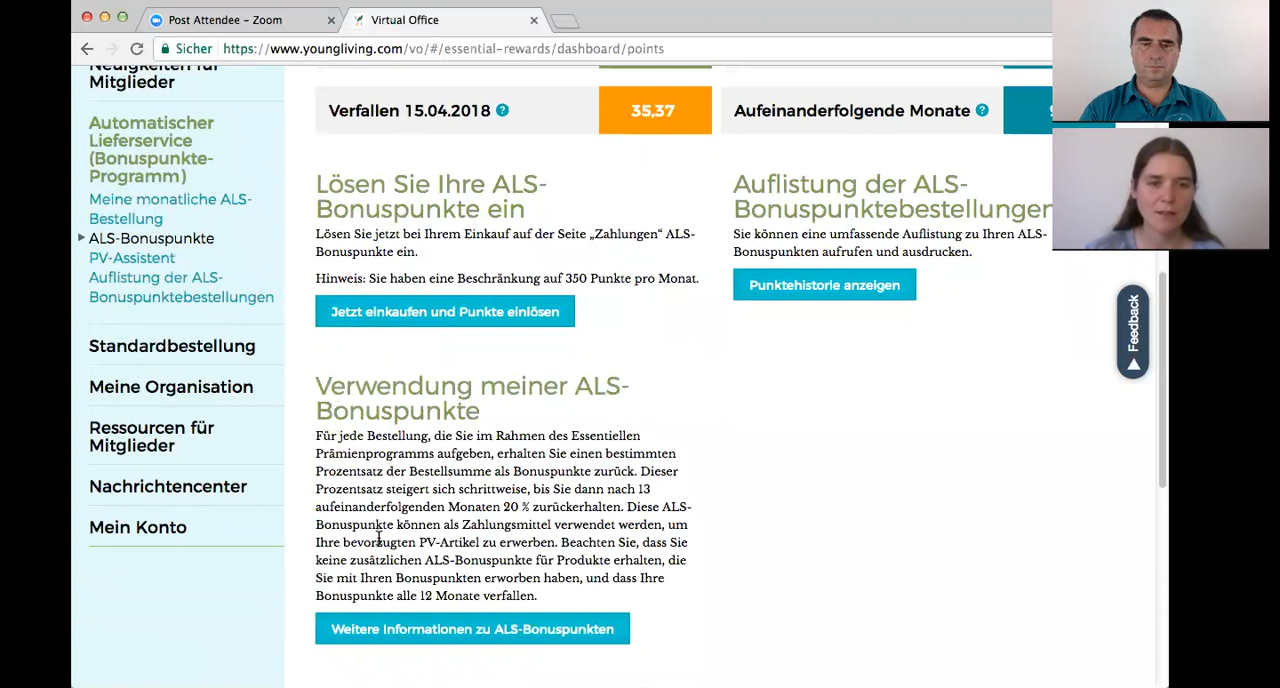 Post Attendee – Zoom
Virtual Office
Sicher
https://www.youngliving.com/vo/#/essential-rewards/dashboard/points
Neuigkeiten für
Mitglieder
Automatischer
Lieferservice
(Bonuspunkte-
Programm)
Meine monatliche ALS-
Bestellung
ALS-Bonuspunkte
PV-Assistent
Auflistung der ALS-
Bonuspunktebestellungen
Standardbestellung
Meine Organisation
Ressourcen für
Mitglieder
Nachrichtencenter
Mein Konto
Verfallen 15.04.2018 ?
35,37
Aufeinanderfolgende Monate ?
Lösen Sie Ihre ALS-
Bonuspunkte ein
Lösen Sie jetzt bei Ihrem Einkauf auf der Seite „Zahlungen“ ALS-
Bonuspunkte ein.
Hinweis: Sie haben eine Beschränkung auf 350 Punkte pro Monat.
Jetzt einkaufen und Punkte einlösen
Auflistung der ALS-
Bonuspunktebestellungen
Sie können eine umfassende Auflistung zu Ihren ALS-
Bonuspunkten aufrufen und ausdrucken.
Punktehistorie anzeigen
Verwendung meiner ALS-
Bonuspunkte
Für jede Bestellung, die Sie im Rahmen des Essentiellen
Prämienprogramms aufgeben, erhalten Sie einen bestimmten
Prozentsatz der Bestellsumme als Bonuspunkte zurück. Dieser
Prozentsatz steigert sich schrittweise, bis Sie dann nach 13
aufeinanderfolgenden Monaten 20 % zurückerhalten. Diese ALS-
Bonuspunkte können als Zahlungsmittel verwendet werden, um
Ihre bevorzugten PV-Artikel zu erwerben. Beachten Sie, dass Sie
keine zusätzlichen ALS-Bonuspunkte für Produkte erhalten, die
Sie mit Ihren Bonuspunkten erworben haben, und dass Ihre
Bonuspunkte alle 12 Monate verfallen.
Weitere Informationen zu ALS-Bonuspunkten
Feedback